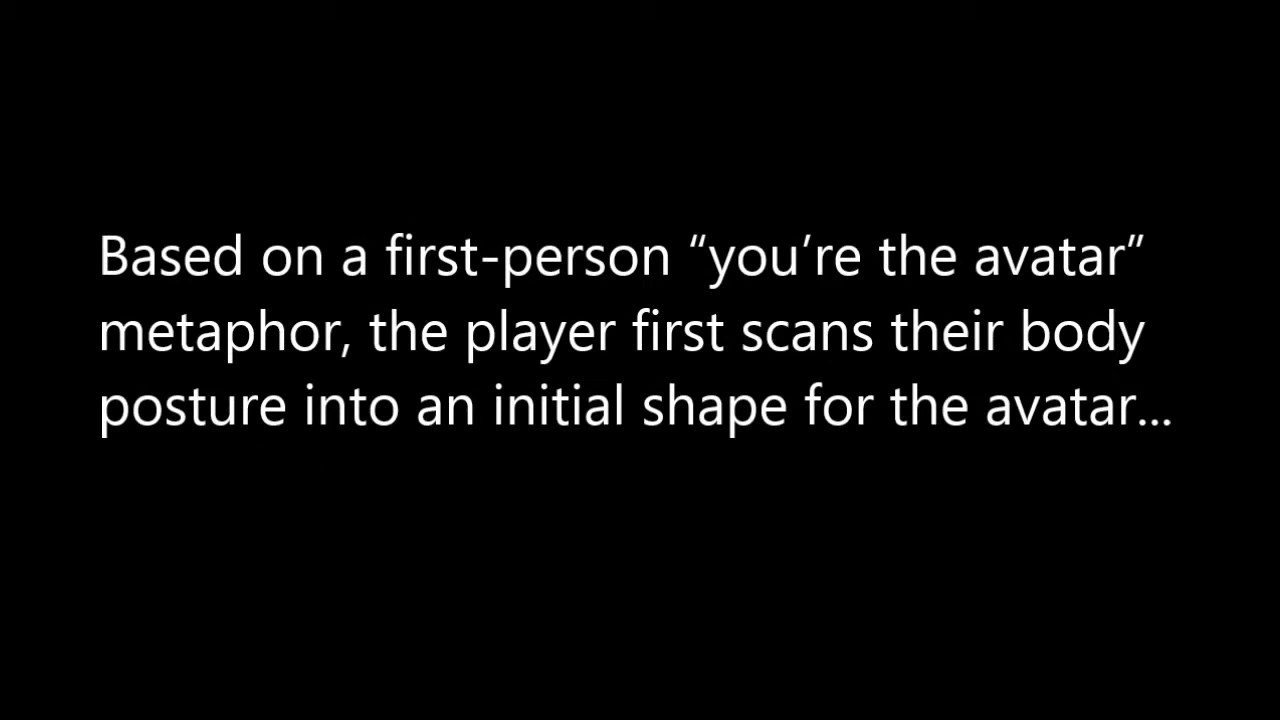 Based on a first-person “you’re the avatar”
metaphor, the player first scans their body
posture into an initial shape for the avatar...